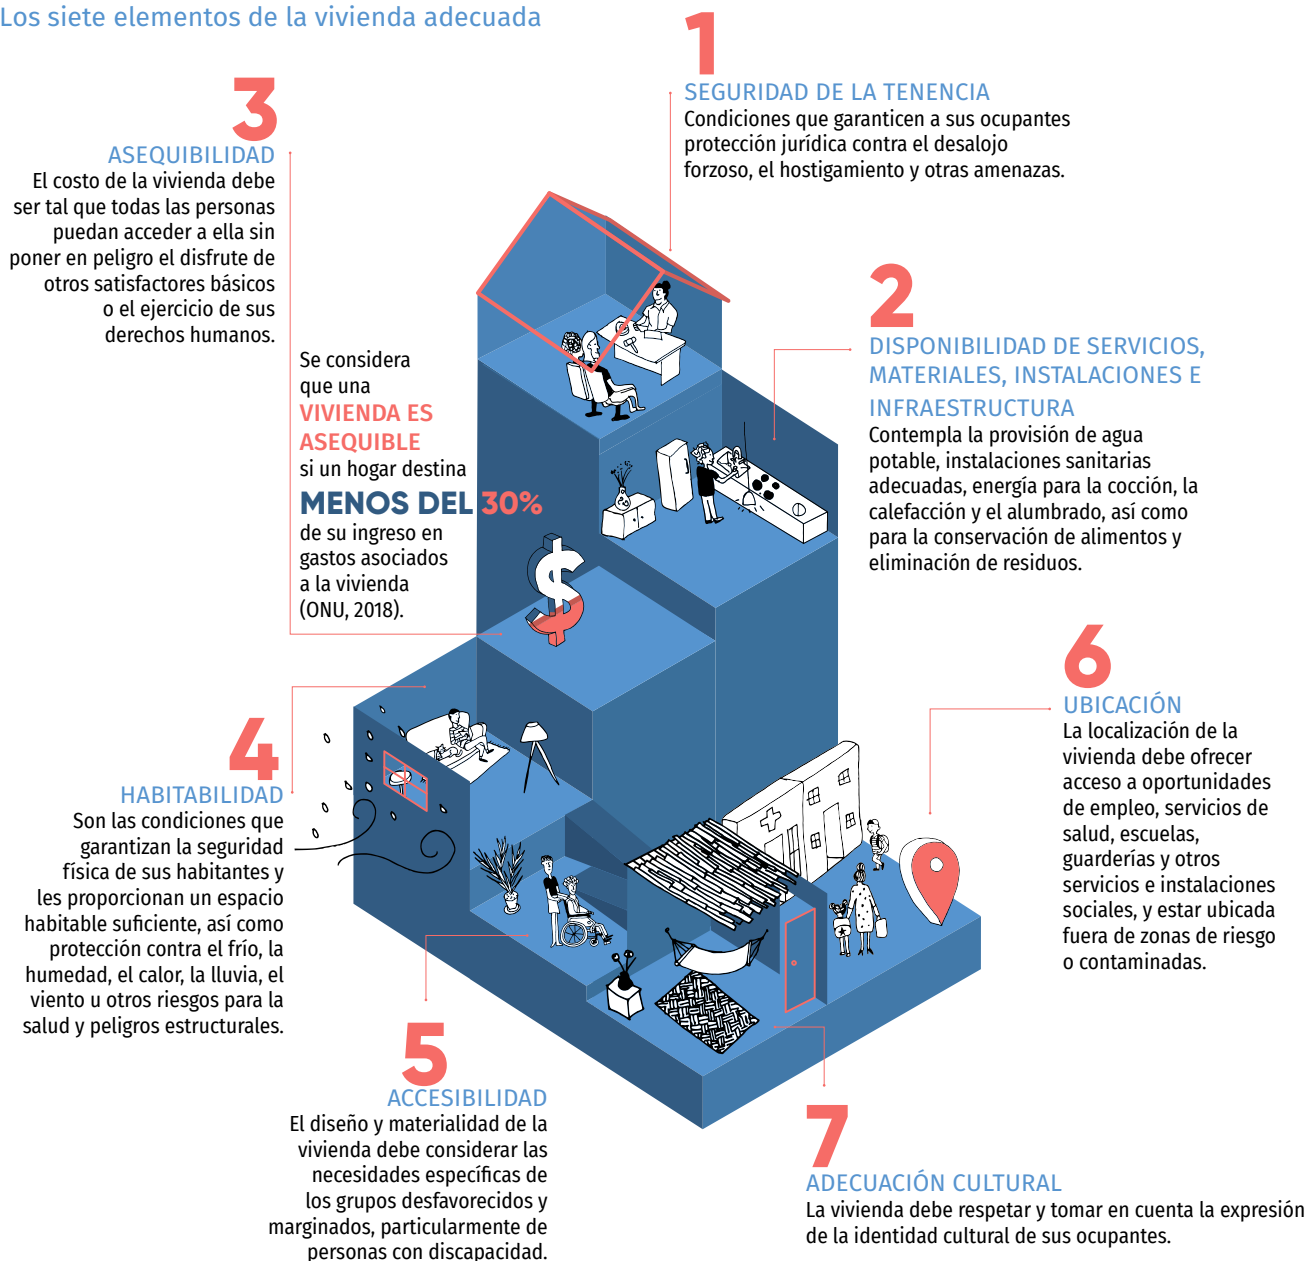 Los siete elementos de la vivienda adecuada
1
SEGURIDAD DE LA TENENCIA
Condiciones que garanticen a sus ocupantes
protección jurídica contra el desalojo
forzoso, el hostigamiento y otras amenazas.
2
DISPONIBILIDAD DE SERVICIOS,
MATERIALES, INSTALACIONES E
INFRAESTRUCTURA
Contempla la provisión de agua
potable, instalaciones sanitarias
adecuadas, energía para la cocción, la
calefacción y el alumbrado, así como
para la conservación de alimentos y
eliminación de residuos.
3
ASEQUIBILIDAD
El costo de la vivienda debe
ser tal que todas las personas
puedan acceder a ella sin
poner en peligro el disfrute de
otros satisfactores básicos
o el ejercicio de sus
derechos humanos.
Se considera
que una
VIVIENDA ES
ASEQUIBLE
si un hogar destina
MENOS DEL 30%
de su ingreso en
gastos asociados
a la vivienda
(ONU, 2018).
$
4
HABITABILIDAD
Son las condiciones que
garantizan la seguridad
física de sus habitantes y
les proporcionan un espacio
habitable suficiente, así como
protección contra el frío, la
humedad, el calor, la lluvia, el
viento u otros riesgos para la
salud y peligros estructurales.
5
ACCESIBILIDAD
El diseño y materialidad de la
vivienda debe considerar las
necesidades específicas de
los grupos desfavorecidos y
marginados, particularmente de
personas con discapacidad.
6
UBICACIÓN
La localización de la
vivienda debe ofrecer
acceso a oportunidades
de empleo, servicios de
salud, escuelas,
guarderías y otros
servicios e instalaciones
sociales, y estar ubicada
fuera de zonas de riesgo
o contaminadas.
7
ADECUACIÓN CULTURAL
La vivienda debe respetar y tomar en cuenta la expresión
de la identidad cultural de sus ocupantes.